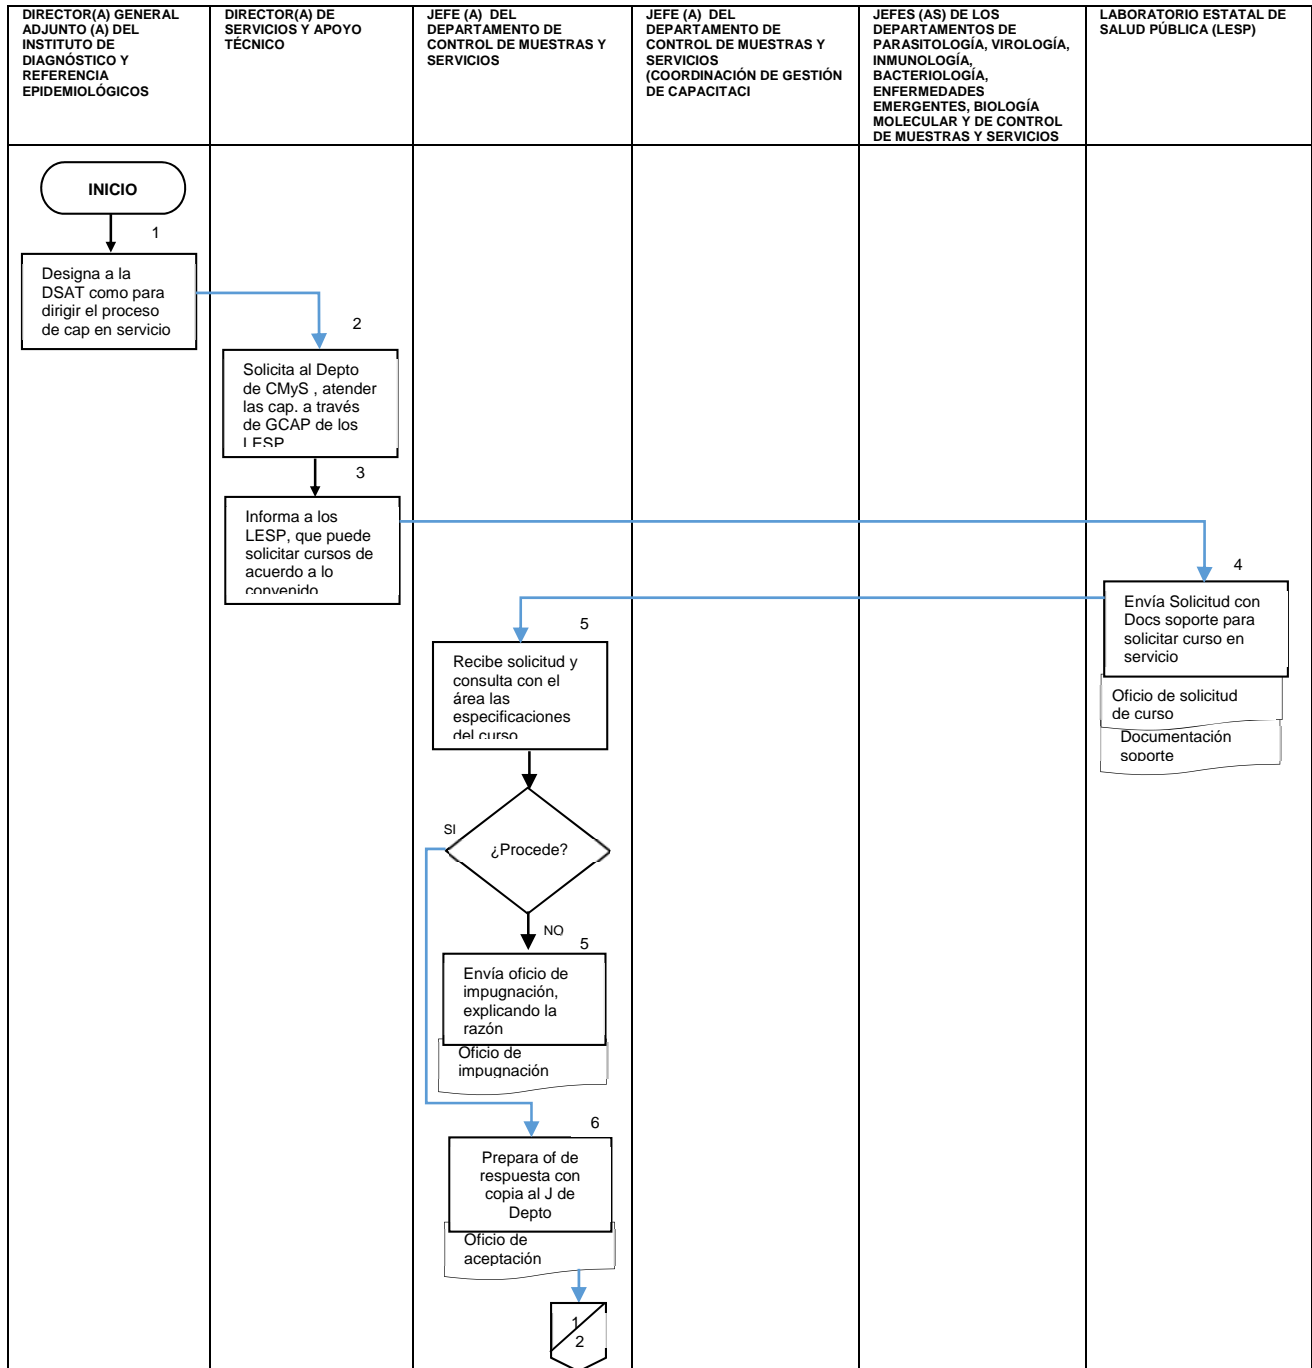 DIRECTOR(A) GENERAL
ADJUNTO (A) DEL
INSTITUTO DE
DIAGNÓSTICO Y
REFERENCIA
EPIDEMIOLÓGICOS
DIRECTOR(A) DE
SERVICIOS Y APOYO
TÉCNICO
JEFE (A) DEL
DEPARTAMENTO DE
CONTROL DE MUESTRAS Y
SERVICIOS
JEFE (A) DEL
DEPARTAMENTO DE
CONTROL DE MUESTRAS Y
SERVICIOS
(COORDINACIÓN DE GESTIÓN
DE CAPACITACI
JEFES (AS) DE LOS
DEPARTAMENTOS DE
PARASITOLOGÍA, VIROLOGÍA,
INMUNOLOGÍA,
BACTERIOLOGÍA,
ENFERMEDADES
EMERGENTES, BIOLOGÍA
MOLECULAR Y DE CONTROL
DE MUESTRAS Y SERVICIOS
LABORATORIO ESTATAL DE
SALUD PÚBLICA (LESP)
INICIO
1
Designa a la
DSAT como para
dirigir el proceso
de cap en servicio
2
Solicita al Depto
de CMyS , atender
las cap. a través
de GCAP de los
LESP
3
Informa a los
LESP, que puede
solicitar cursos de
acuerdo a lo
convenido
4
Envía Solicitud con
Docs soporte para
solicitar curso en
servicio
Oficio de solicitud
de curso
Documentación
soporte
5
Recibe solicitud y
consulta con el
área las
especificaciones
del curso
SI
¿Procede?
NO
5
Envía oficio de
impugnación,
explicando la
razón
Oficio de
impugnación
6
Prepara of de
respuesta con
copia al J de
Depto
Oficio de
aceptación
1
2